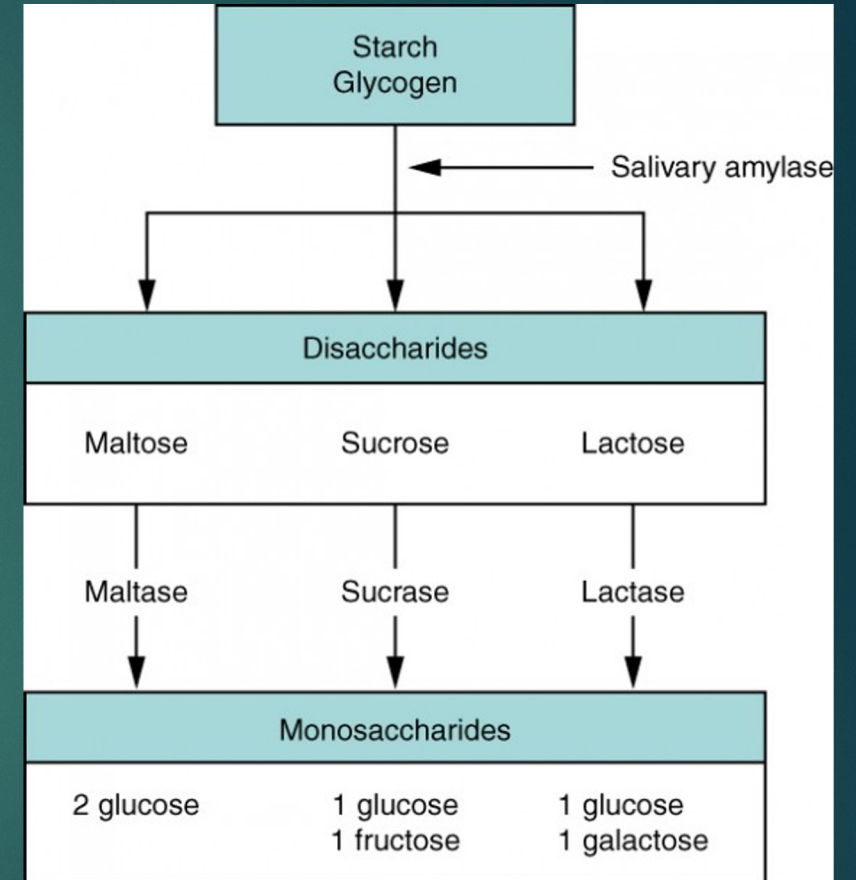 Starch
Glycogen
Salivary amylase
Disaccharides
Maltose Sucrose Lactose
Maltase Sucrase Lactase
Monosaccharides
2 glucose 1 glucose 1 glucose
1 fructose 1 galactose